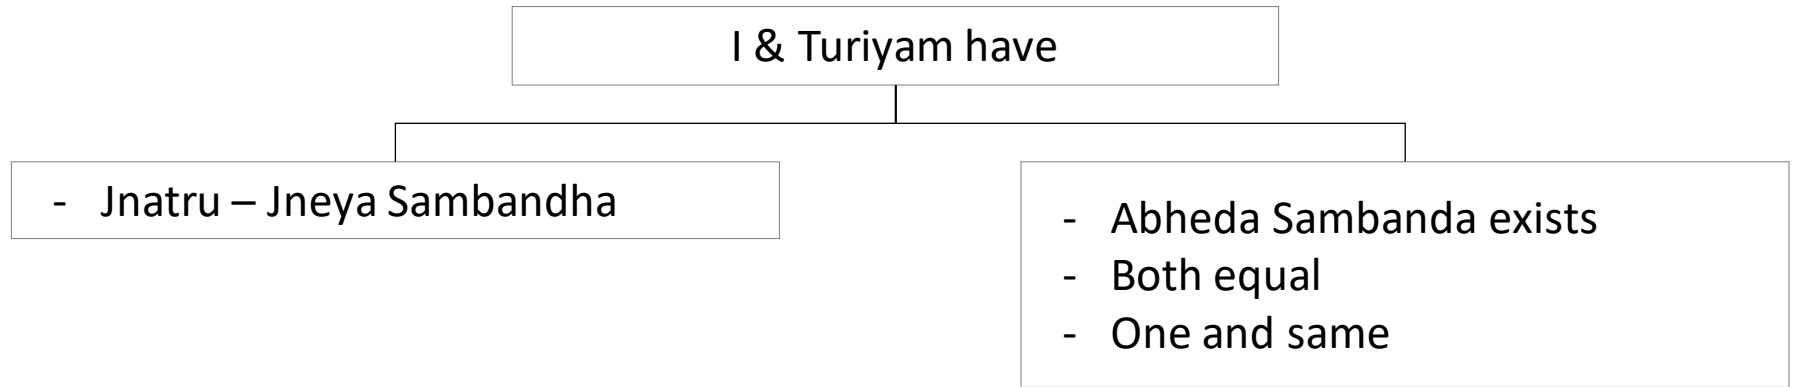 I & Turiyam have
- Jnatru – Jneya Sambandha
- Abheda Sambanda exists
- Both equal
- One and same